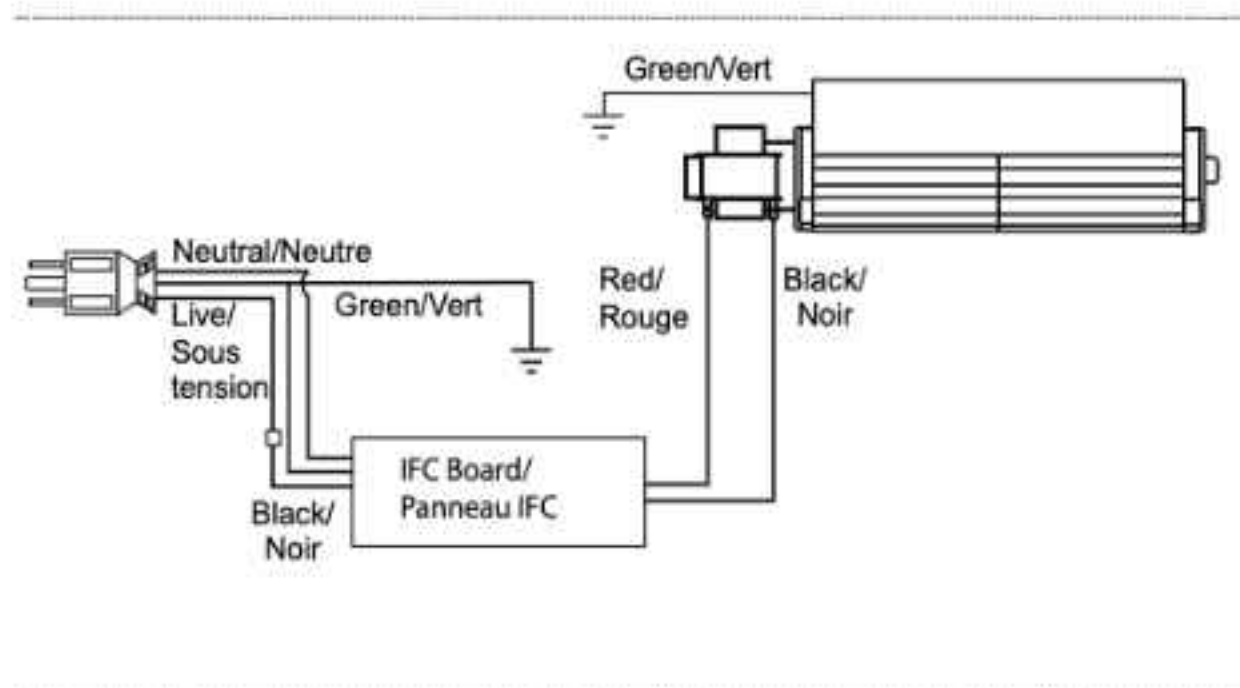 Green/Vert
Neutral/Neutre
Green/Vert
Live/
Sous
tension
Red/
Rouge
Black/
Noir
IFC Board/
Panneau IFC
Black/
Noir